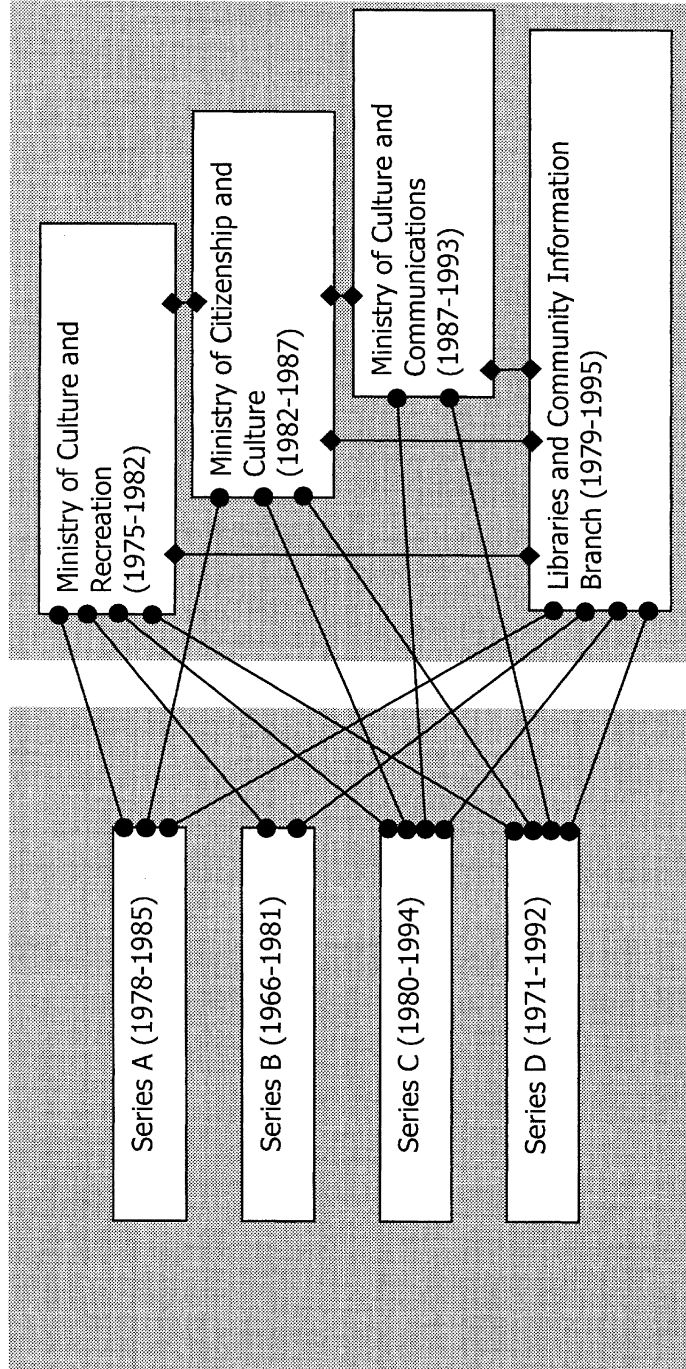 Series A (1978-1985)
Series B (1966-1981)
Series C (1980-1994)
Series D (1971-1992)
Ministry of Culture and
Recreation
(1975-1982)
Ministry of Citizenship and
Culture
(1982-1987)
Ministry of Culture and
Communications
(1987-1993)
Libraries and Community Information
Branch (1979-1995)